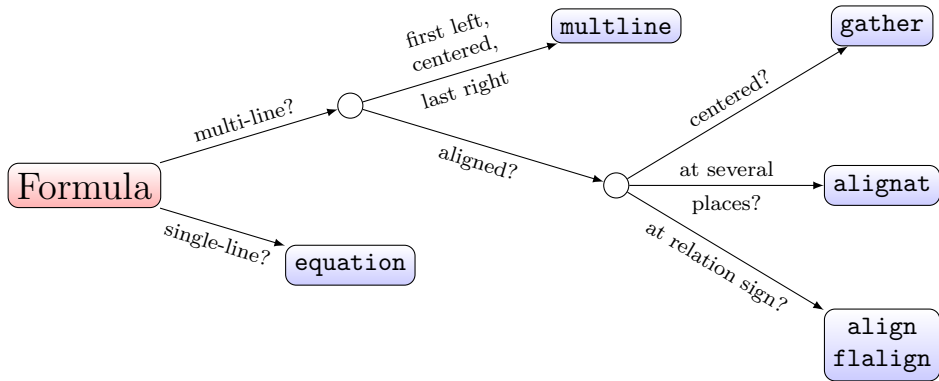 first left,
centered,
last right
multline
gather
multi-line?
centered?
aligned?
Formula
at several
places?
alignat
single-line?
equation
at relation sign?
align
flalign